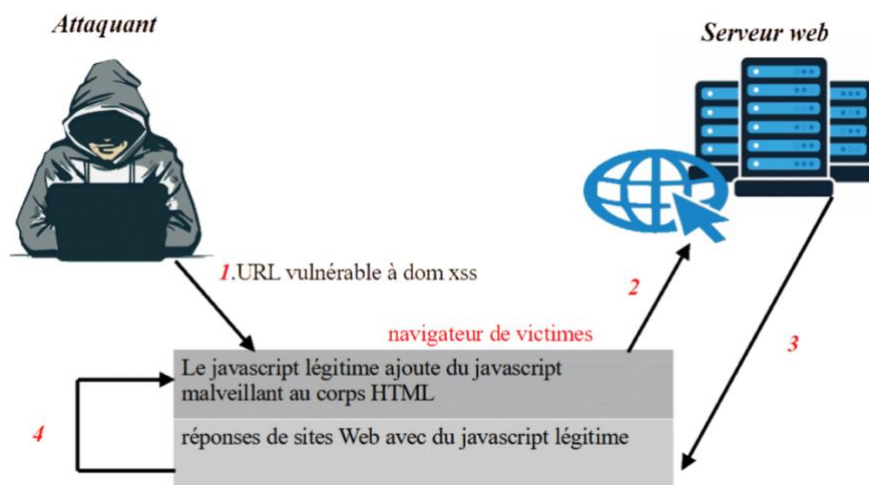 Attaquant
Serveur web
1.URL vulnérable à dom xss
2
navigateur de victimes
3
Le javascript légitime ajoute du javascript
malveillant au corps HTML
4
réponses de sites Web avec du javascript légitime